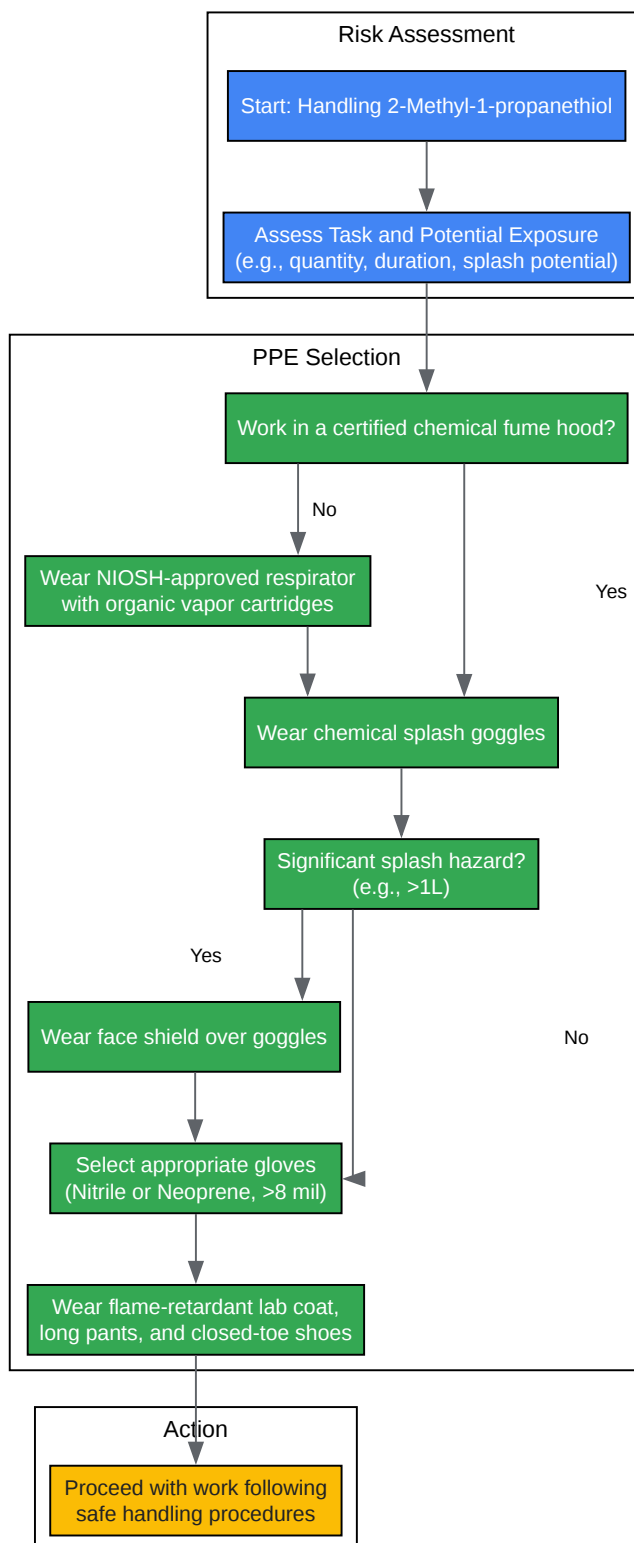 Risk Assessment
Start: Handling 2-Methyl-1-propanethiol
Assess Task and Potential Exposure
(e.g., quantity, duration, splash potential)
PPE Selection
Work in a certified chemical fume hood?
No
Wear NIOSH-approved respirator
with organic vapor cartridges
Yes
Wear chemical splash goggles
Significant splash hazard?
(e.g., >1L)
Yes
Wear face shield over goggles
No
Select appropriate gloves
(Nitrile or Neoprene, >8 mil)
Wear flame-retardant lab coat,
long pants, and closed-toe shoes
Action
Proceed with work following
safe handling procedures